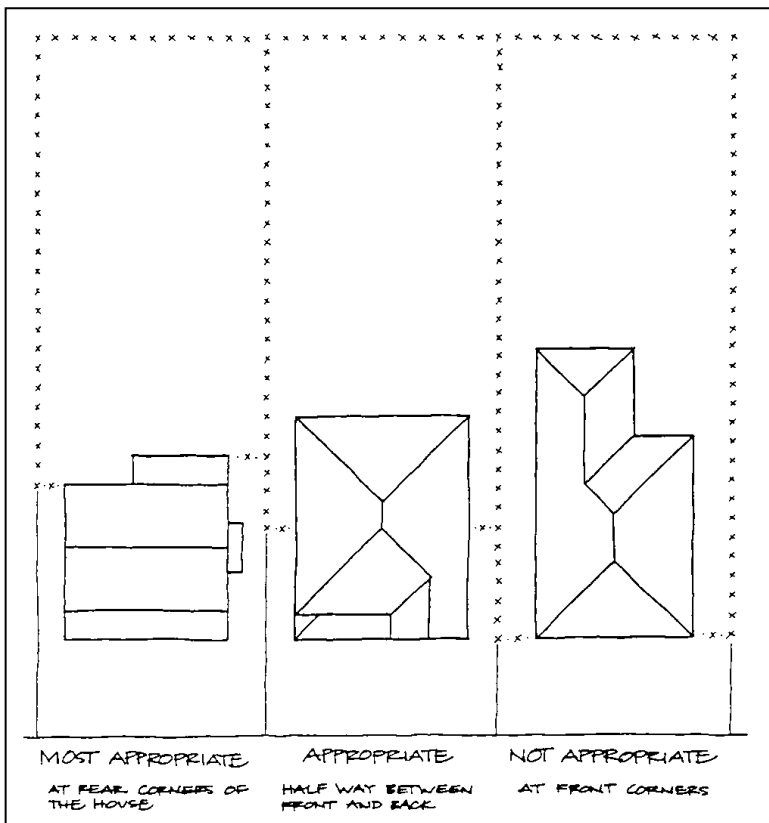 MOST APPROPRIATE
AT REAR CORNERS OF
THE HOUSE
APPROPRIATE
HALF WAY BETWEEN
FRONT AND BACK
NOT APPROPRIATE
AT FRONT CORNERS